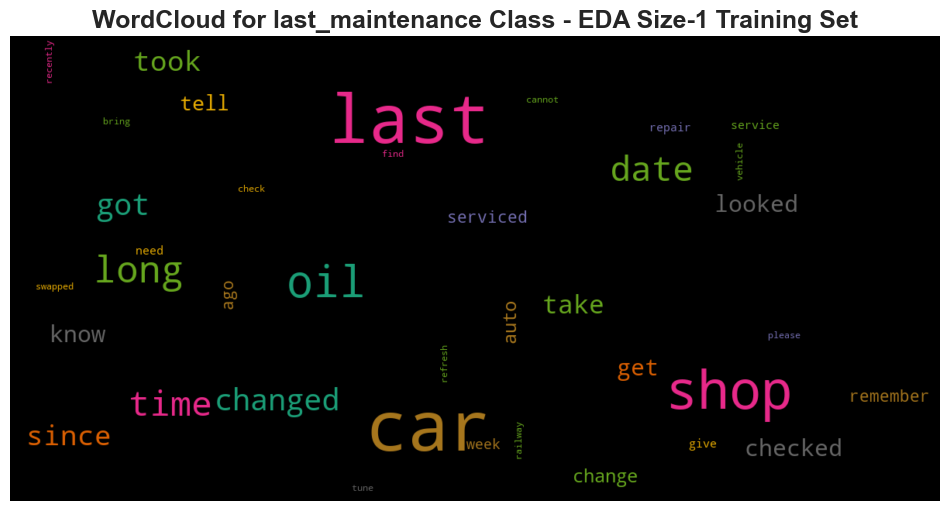 WordCloud for last_maintenance Class - EDA Size-1 Training Set
recently
took
tell
last
cannot
bring
find
repair
service
vehicle
date
check
looked
got
serviced
need
long
swapped
ago
oil
auto
take
know
refresh
please
get
shop
time
changed
remember
since
car
week
railway
give
checked
change
tune